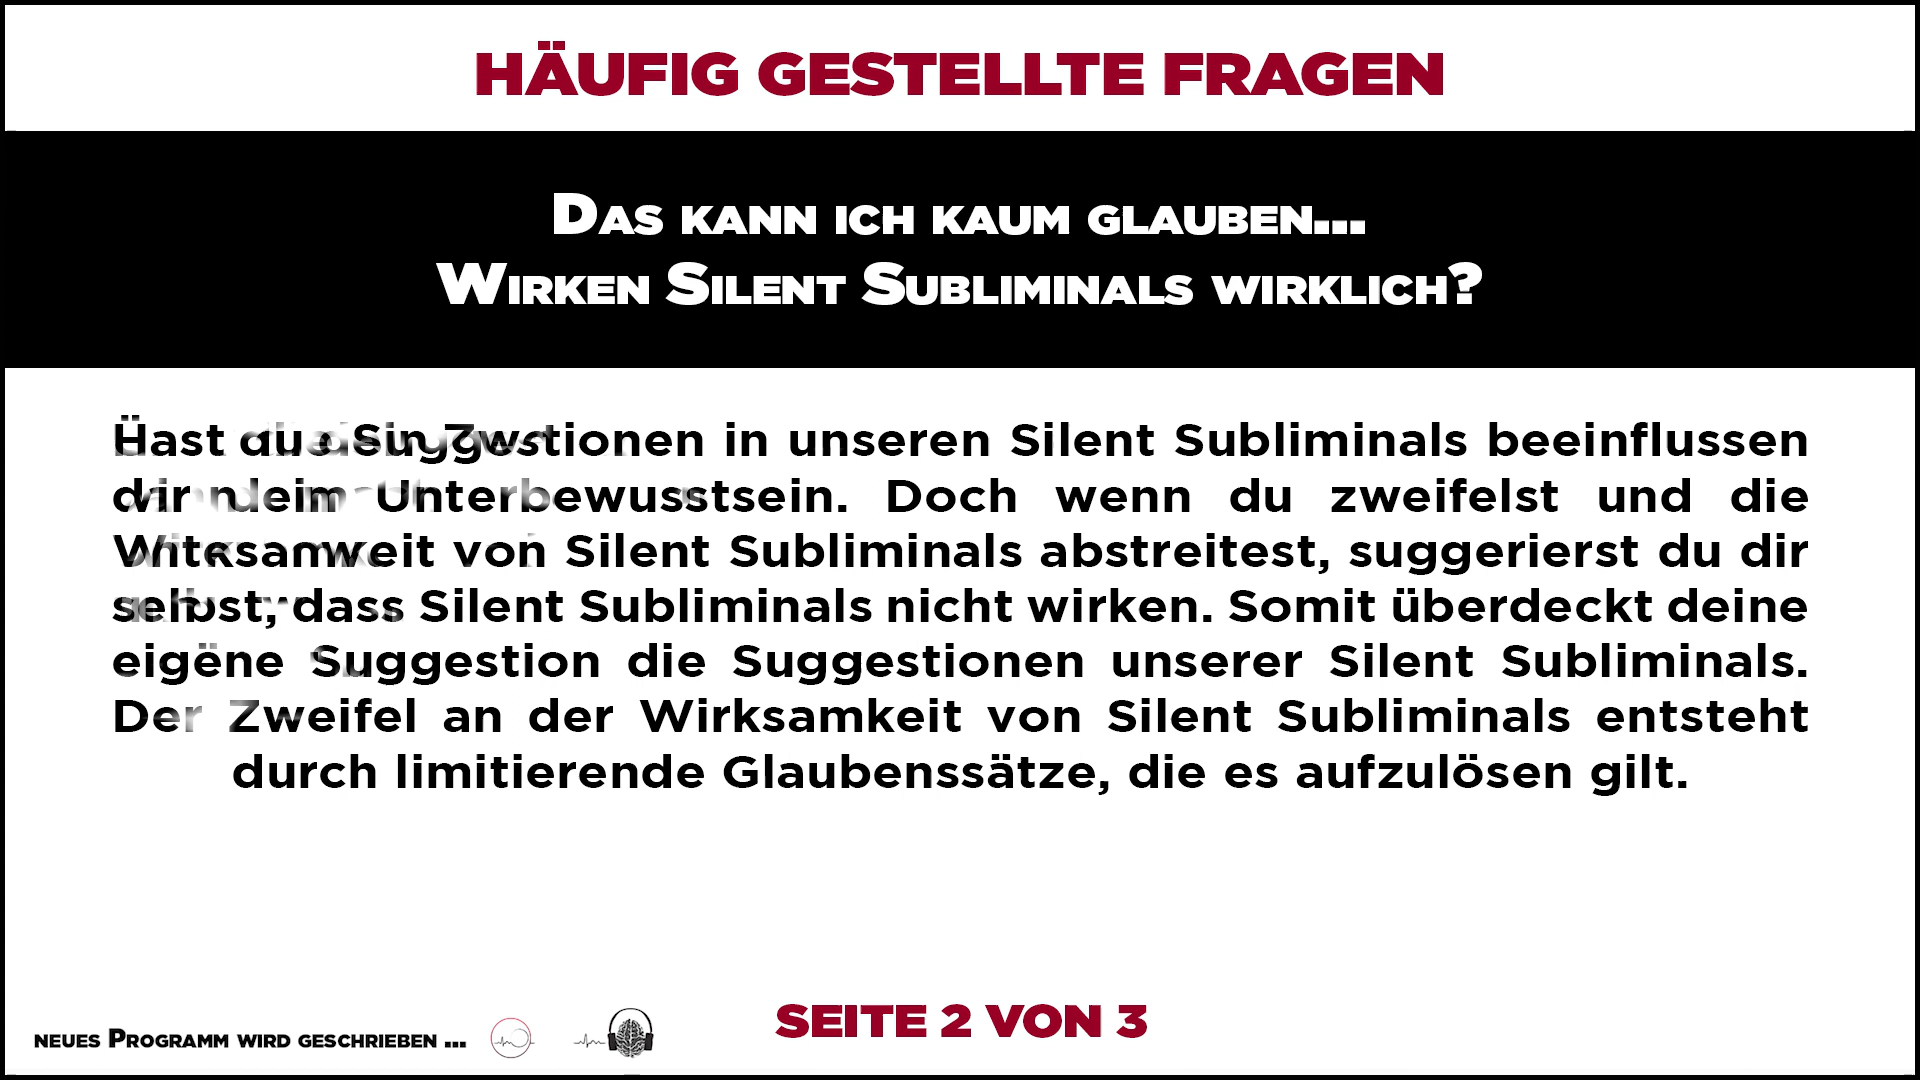 HÄUFIG GESTELLTE FRAGEN
DAS KANN ICH KAUM GLAUBEN...
WIRKEN SILENT SUBLIMINALS WIRKLICH?
in unseren Silent Subliminals beeinflussen
Unterbewusstsein. Doch wenn du zweifelst und die
von Silent Subliminals abstreitest, suggerierst du dir
dass Silent Subliminals nicht wirken. Somit überdeckt deine
Suggestion die Suggestionen unserer Silent Subliminals.
Der Zweifel an der Wirksamkeit von Silent Subliminals entsteht
durch limitierende Glaubenssätze, die es aufzulösen gilt.
NEUES PROGRAMM WIRD GESCHRIEBEN ...
SEITE 2 VON 3